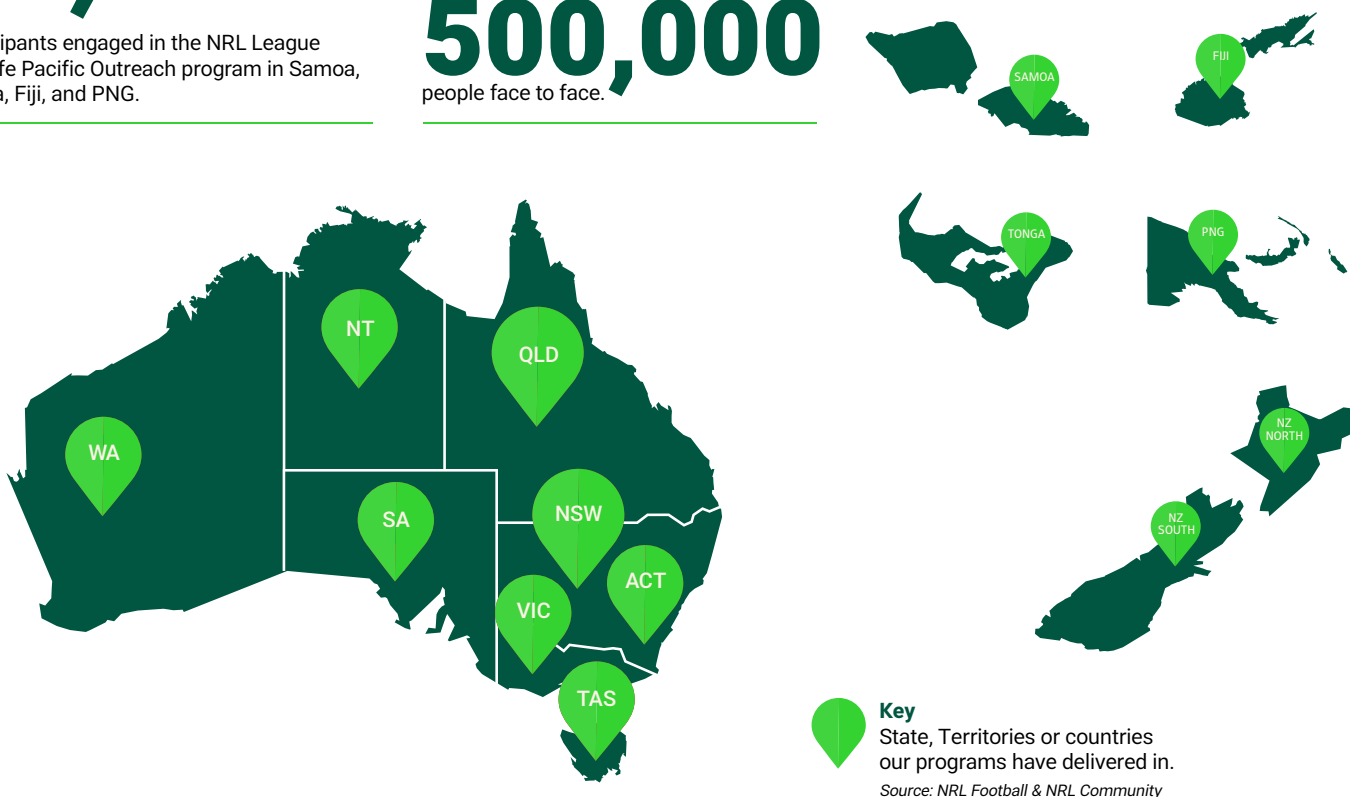 500,000
people face to face.
engaged in the NRL League
Pacific Outreach program in Samoa,
Fiji, and PNG.
SAMOA
FIJI
TONGA
PNG
NT
QLD
WA
SA
NSW
ACT
VIC
TAS
NZ
NORTH
NZ
SOUTH
Key
State, Territories or countries
our programs have delivered in.
Source: NRL Football & NRL Community